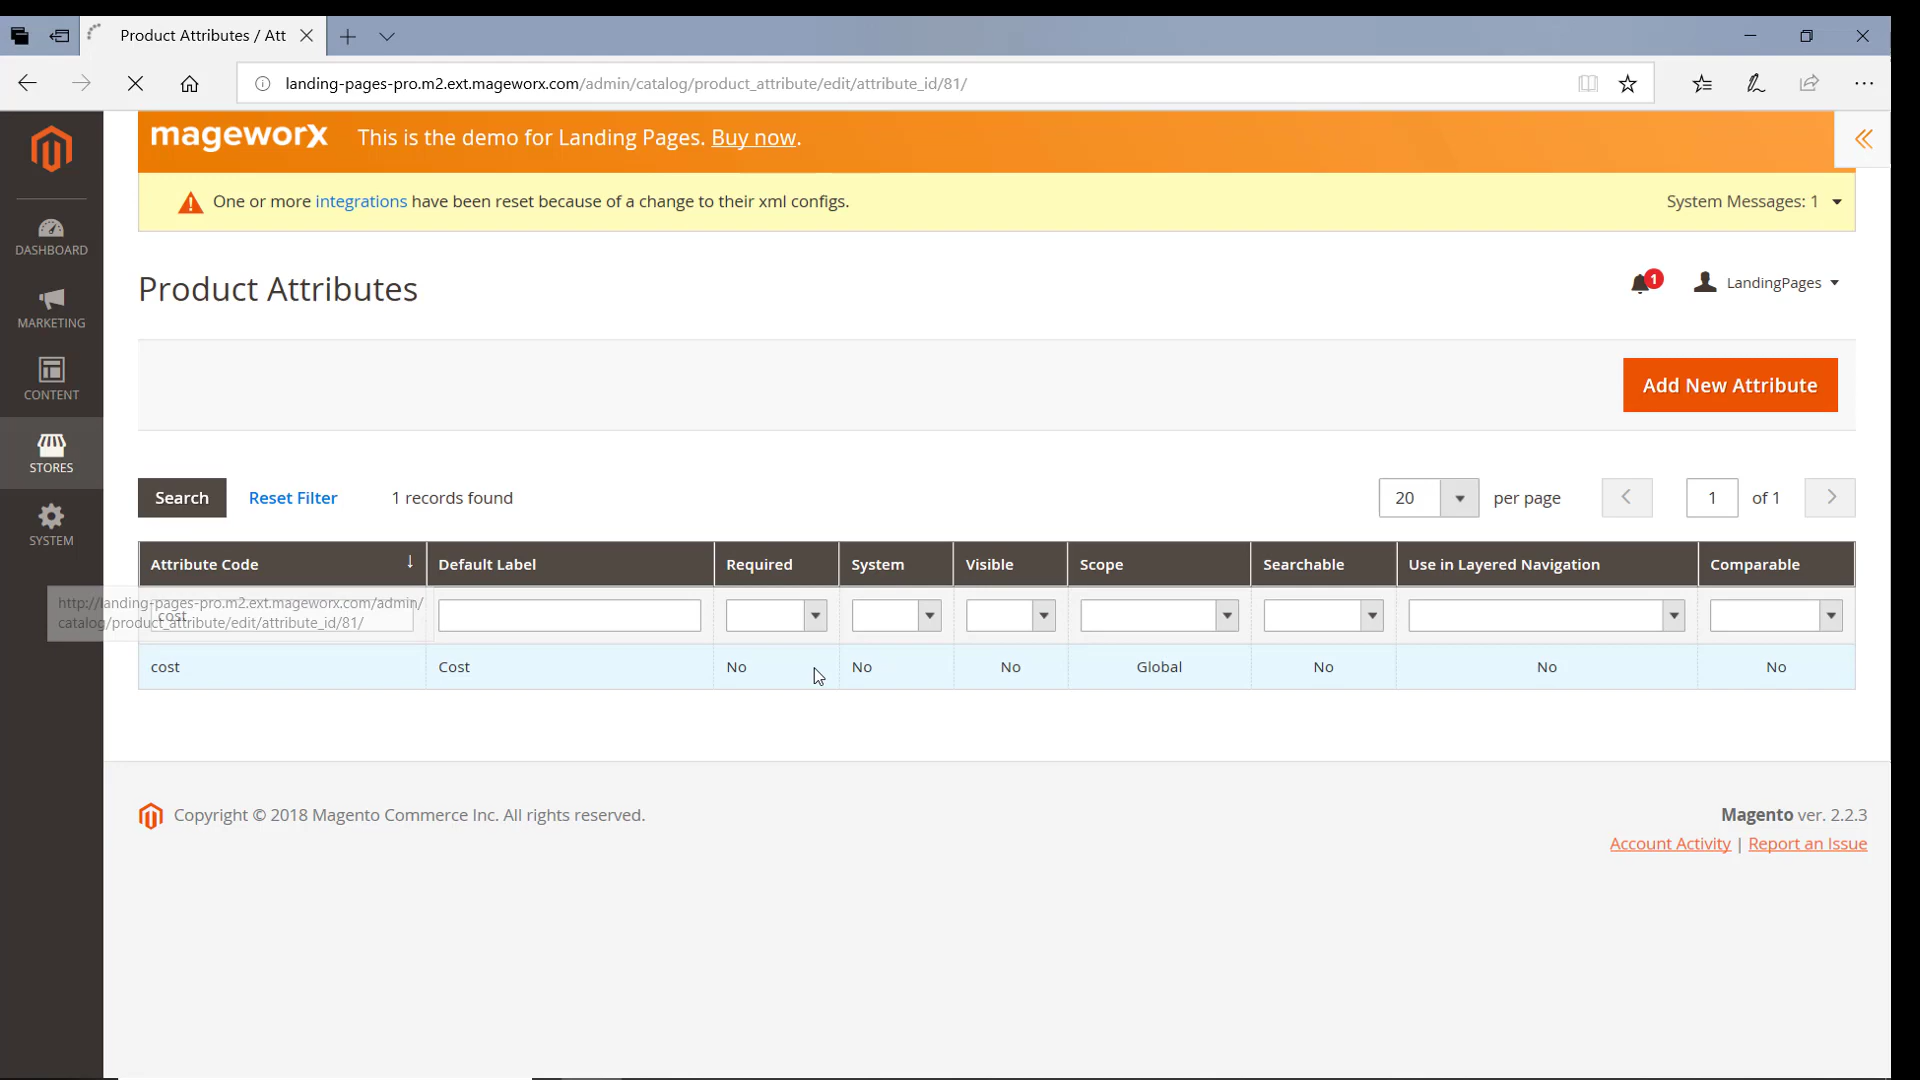 Product Attributes / Att
landing-pages-pro.m2.ext.mageworx.com/admin/catalog/product_attribute/edit/attribute_id/81/
mageworx This is the demo for Landing Pages. Buy now.
One or more integrations have been reset because of a change to their xml configs.
System Messages: 1
DASHBOARD
MARKETING
CONTENT
STORES
SYSTEM
Product Attributes
1
LandingPages
Add New Attribute
Search Reset Filter 1 records found
20 per page 1 of 1
Attribute Code Default Label Required System Visible Scope Searchable Use in Layered Navigation Comparable
http://landing-pages-pro.m2.ext.mageworx.com/admin/
catalog/product_attribute/edit/attribute_id/81/
cost
cost Cost No No No Global No No No
Copyright © 2018 Magento Commerce Inc. All rights reserved.
Magento ver. 2.2.3
Account Activity | Report an Issue